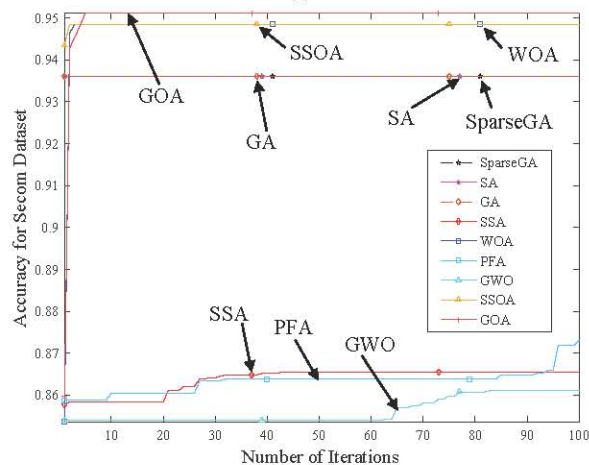 0.95
0.94
0.93
0.92
0.91
0.9
0.89
0.88
0.87
0.86
Accuracy for Secom Dataset
GOA
SSOA
WOA
GA
SA
SparseGA
SparseGA
SA
GA
SSA
WOA
PFA
GWO
SSOA
GOA
SSA
PFA
GWO
10
20
30
40
50
60
70
80
90
100
Number of Iterations